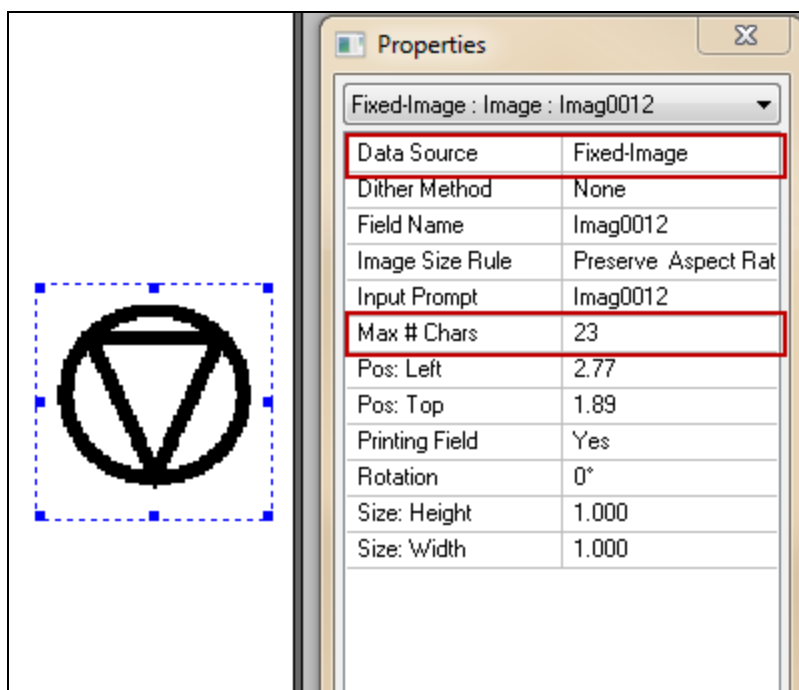 Properties
Fixed-Image : Image : Imag0012
Data Source Fixed-Image
Dither Method None
Field Name Imag0012
Image Size Rule Preserve Aspect Rat
Input Prompt Imag0012
Max # Chars 23
Pos: Left 2.77
Pos: Top 1.89
Printing Field Yes
Rotation 0°
Size: Height 1.000
Size: Width 1.000